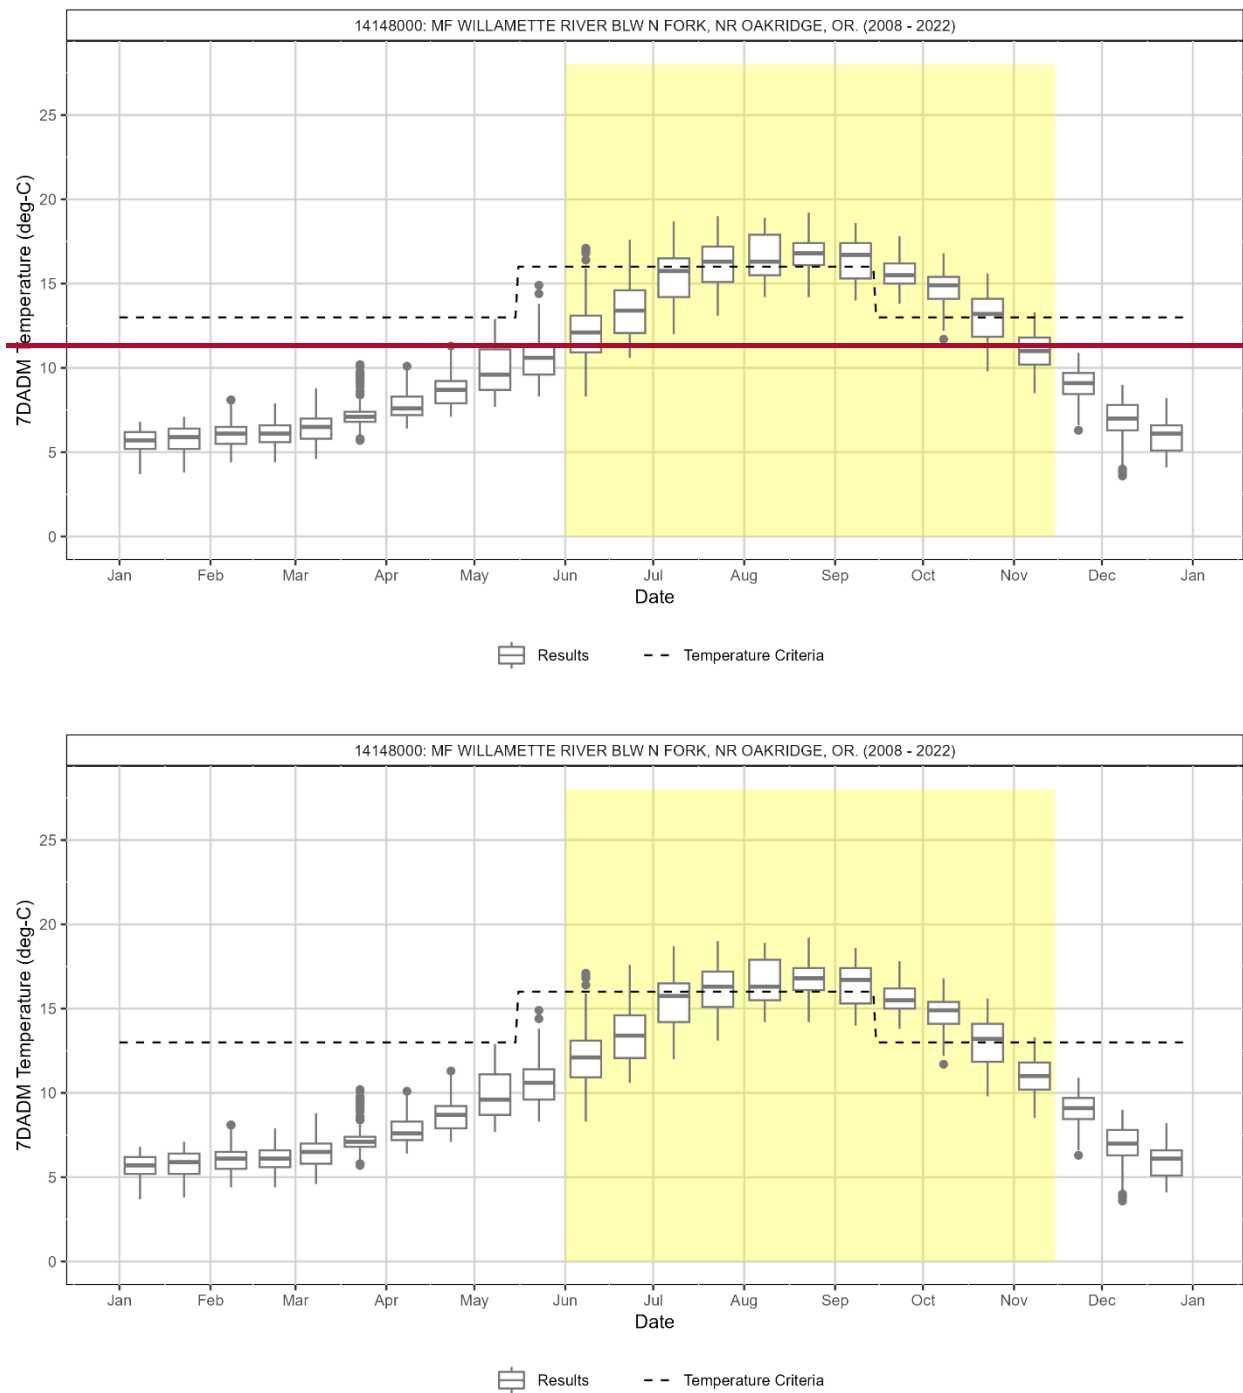 14148000: MF WILLAMETTE RIVER BLW N FORK, NR OAKRIDGE, OR. (2008 - 2022)
25
20
15
10
5
0
7DADM Temperature (deg-C)
Jan Feb Mar Apr May Jun Jul Aug Sep Oct Nov Dec Jan
Date
Results Temperature Criteria
14148000: MF WILLAMETTE RIVER BLW N FORK, NR OAKRIDGE, OR. (2008 - 2022)
25
20
15
10
5
0
7DADM Temperature (deg-C)
Jan Feb Mar Apr May Jun Jul Aug Sep Oct Nov Dec Jan
Date
Results Temperature Criteria